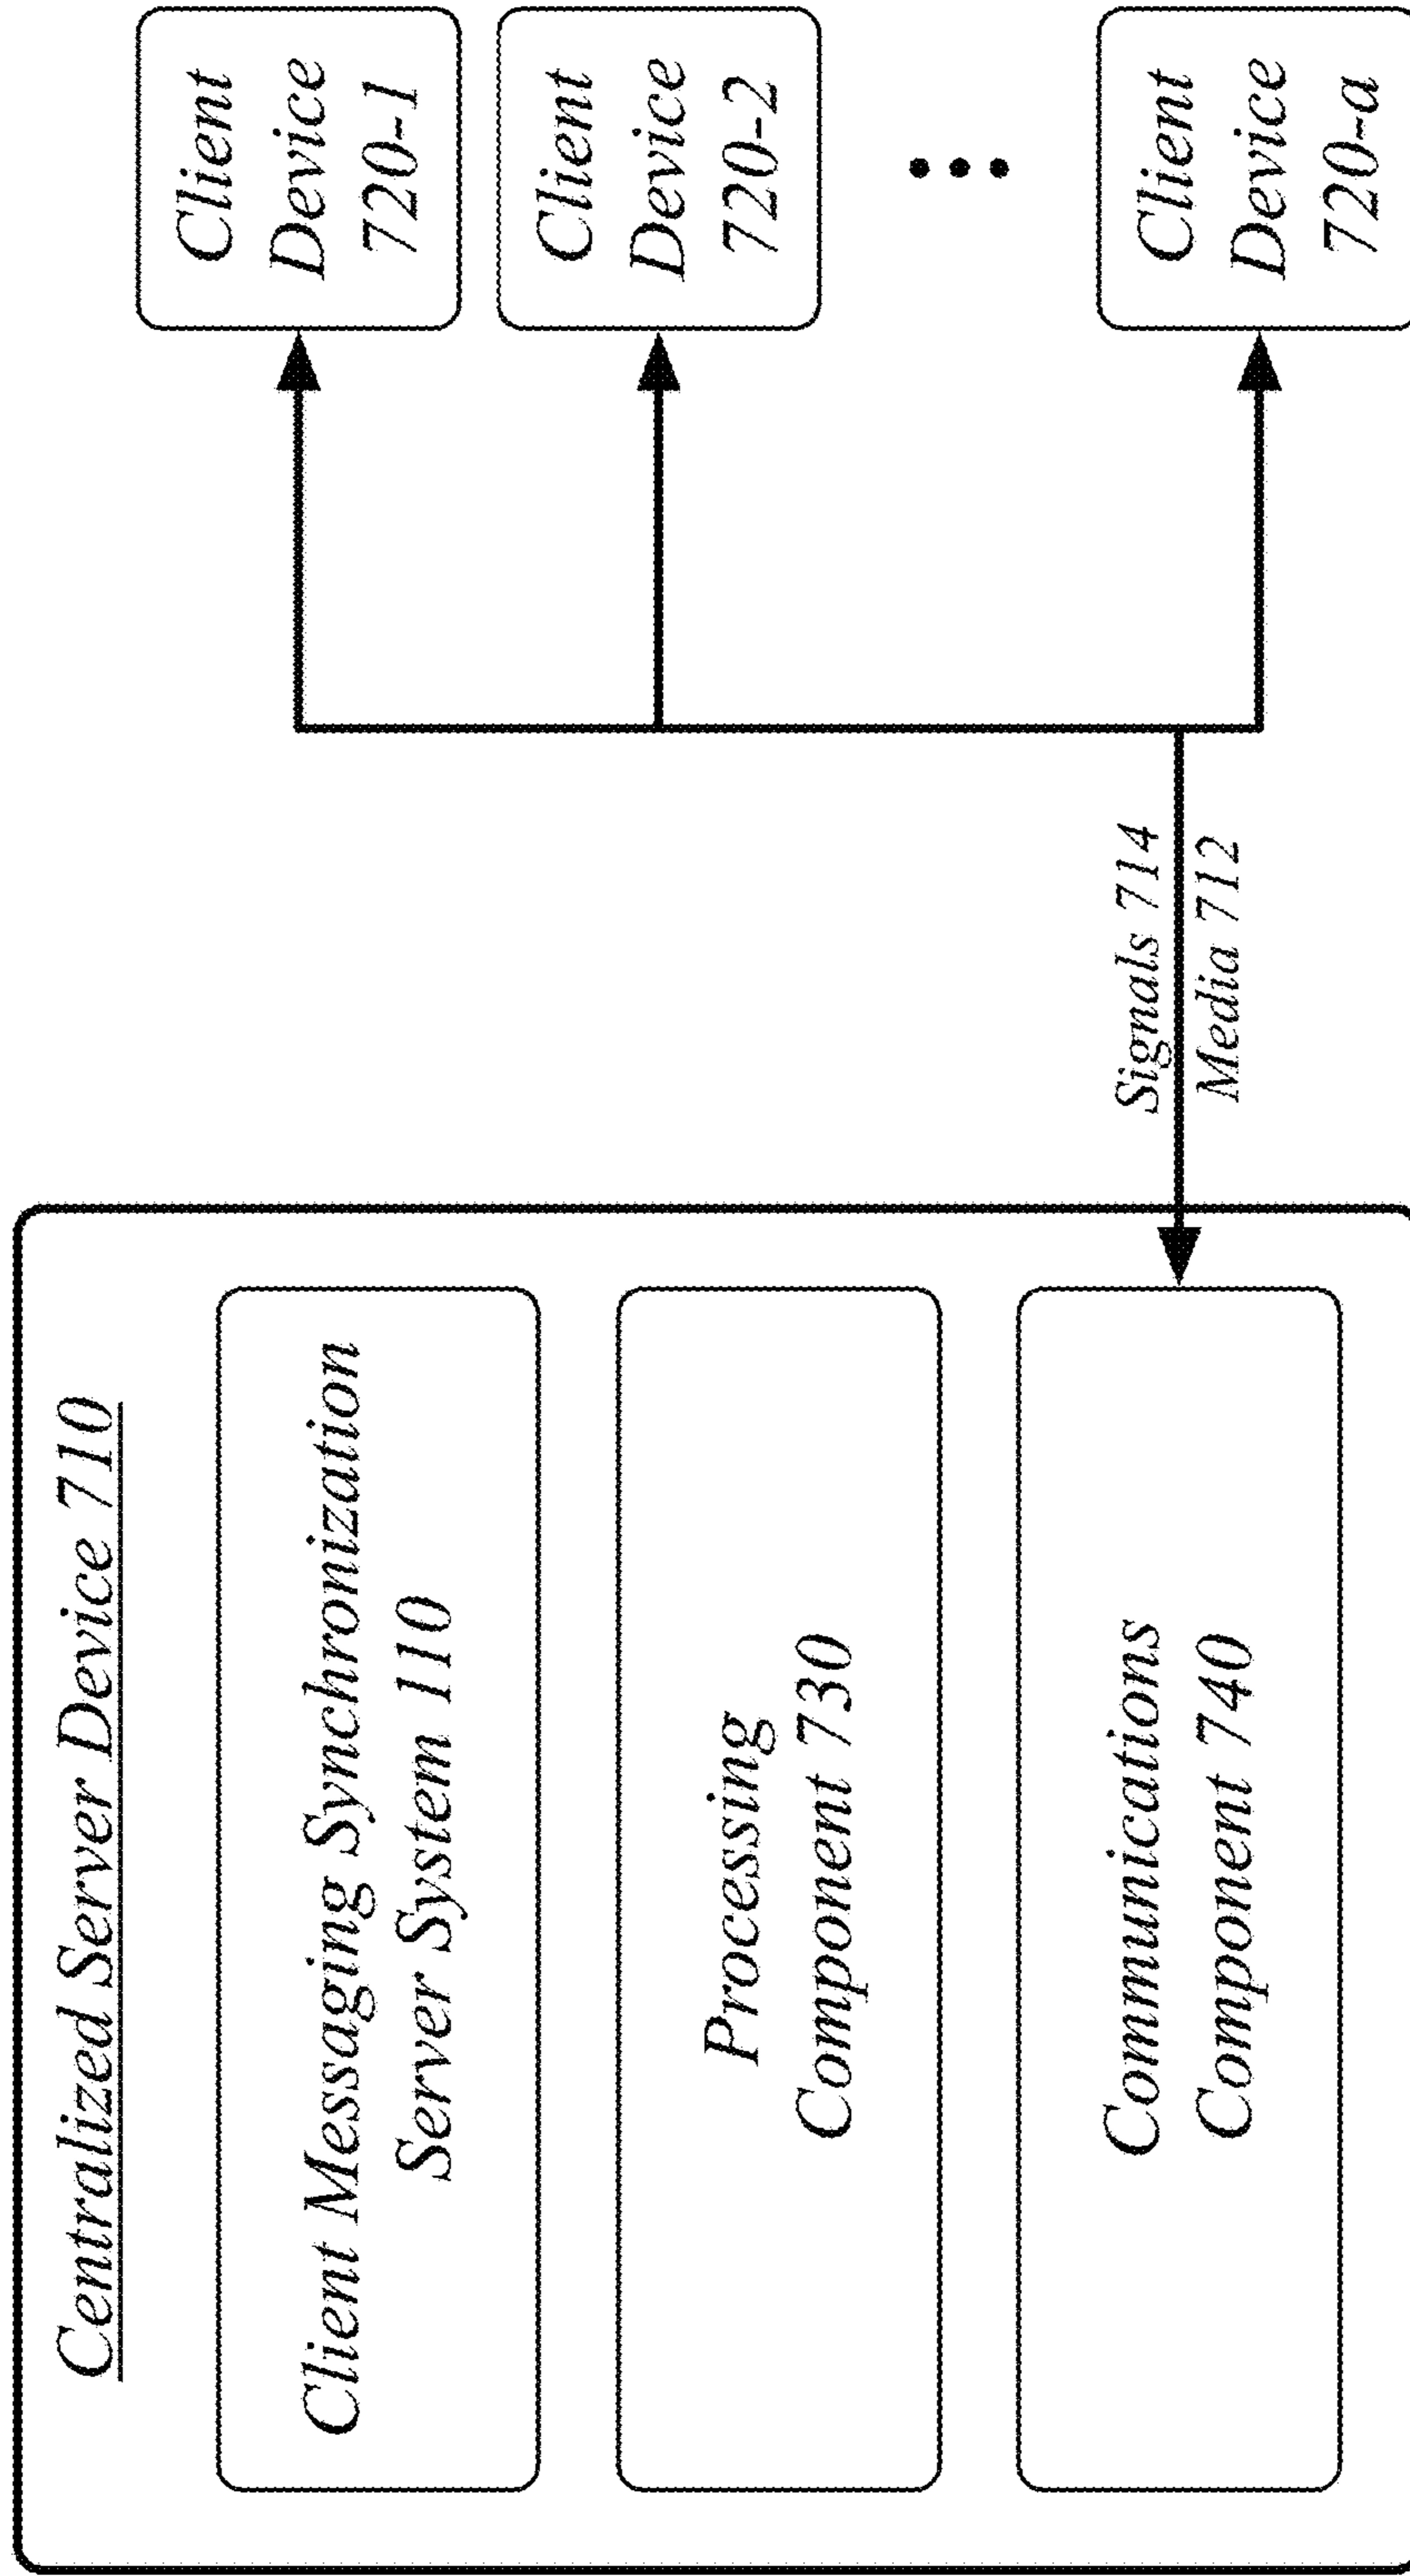 Centralized Server Device 710
Client Messaging Synchronization
Server System 110
Processing
Component 730
Communications
Component 740
Signals 714
Media 712
Client
Device
720-1
Client
Device
720-2
Client
Device
720-a